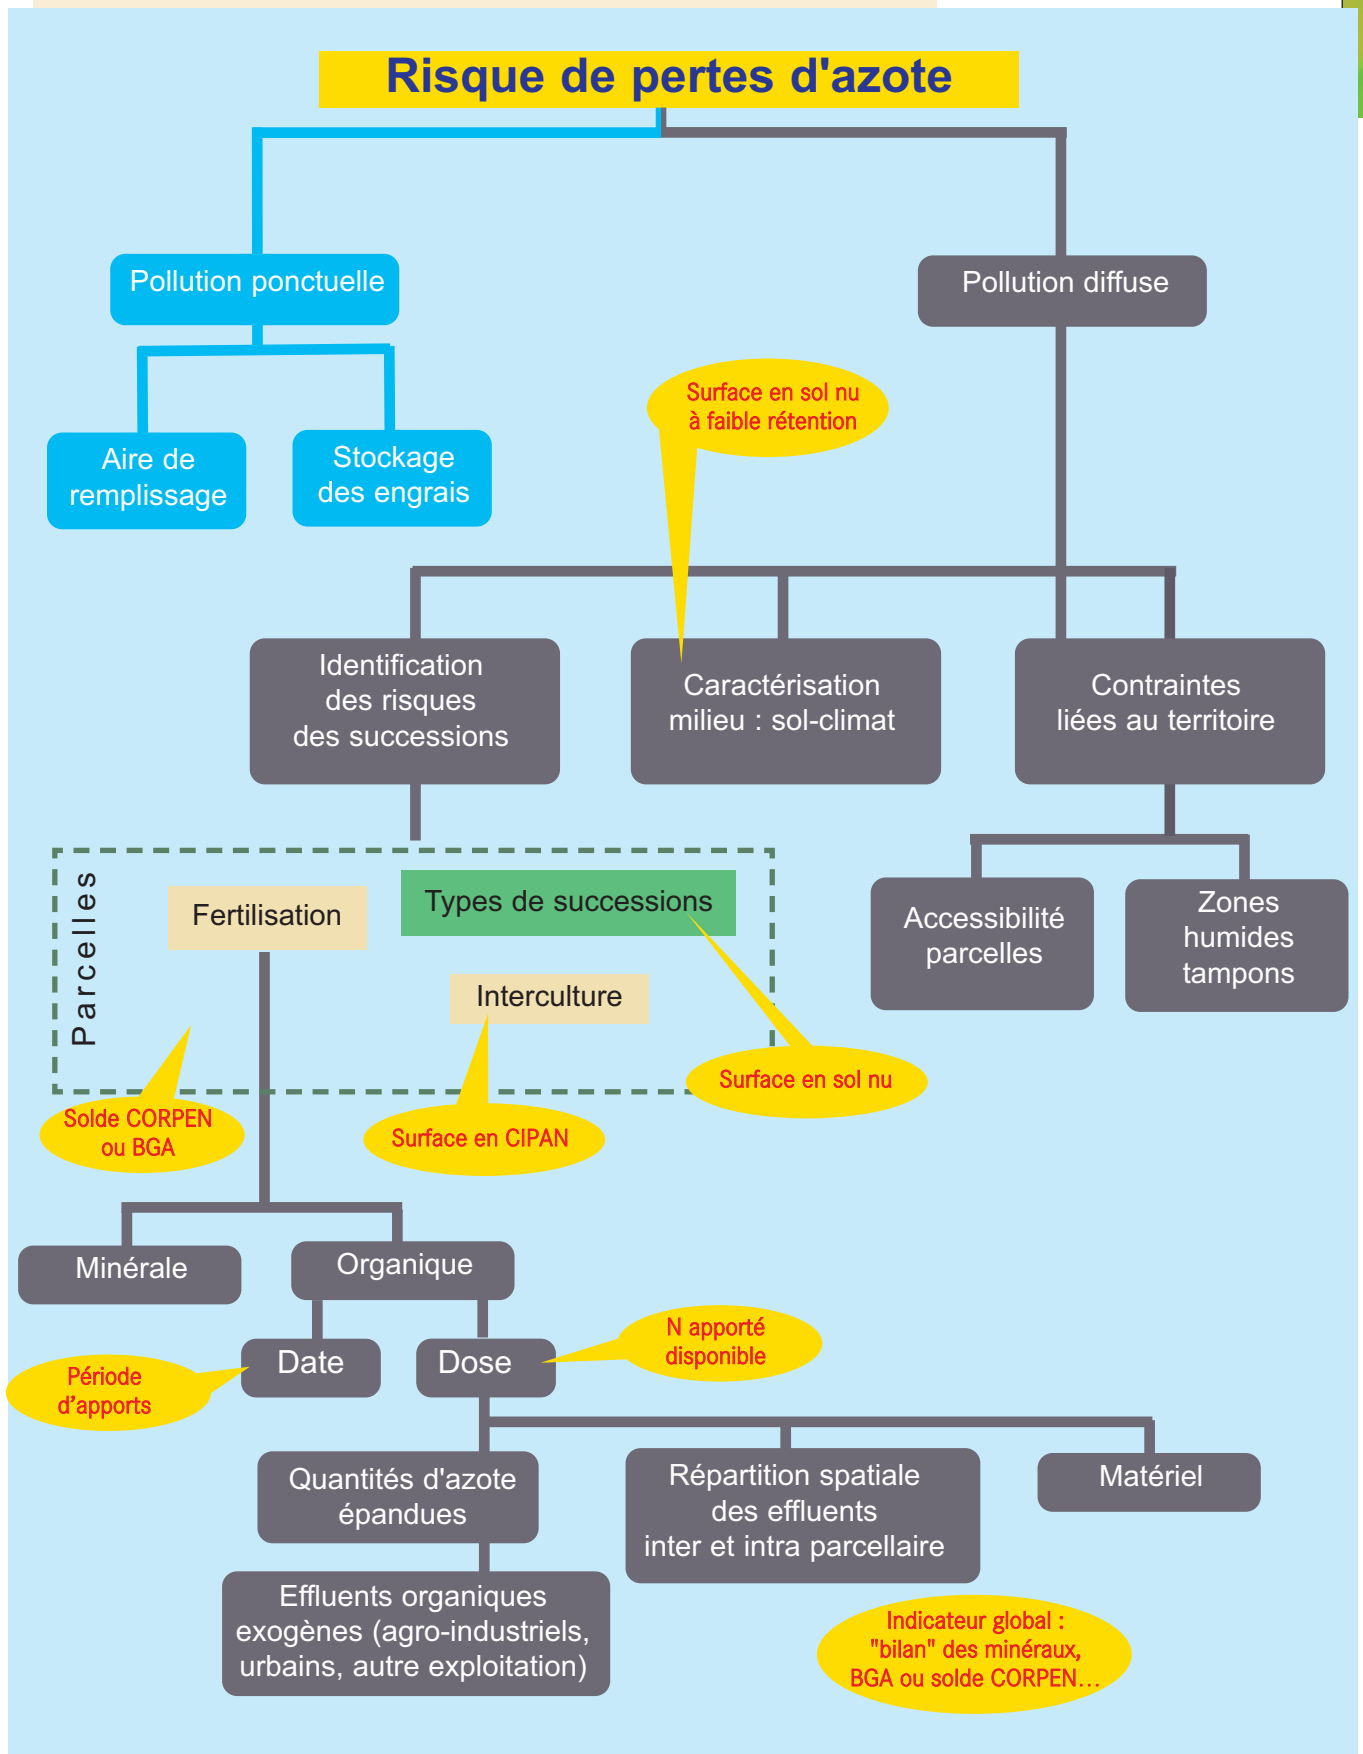 Risque de pertes d'azote
Pollution ponctuelle
Pollution diffuse
Surface en sol nu
à faible rétention
Aire de
remplissage
Stockage
des engrais
Identification
des risques
des successions
Caractérisation
milieu : sol-climat
Contraintes
liées au territoire
Parcelles
Fertilisation
Types de successions
Interculture
Accessibilité
parcelles
Zones
humides
tampons
Surface en sol nu
Solde CORPEN
ou BGA
Surface en CIPAN
Minérale
Organique
N apporté
disponible
Date
Dose
Période
d'apports
Quantités d'azote
épandues
Répartition spatiale
des effluents
inter et intra parcellaire
Matériel
Effluents organiques
exogènes (agro-industriels,
urbains, autre exploitation)
Indicateur global :
"bilan" des minéraux,
BGA ou solde CORPEN…